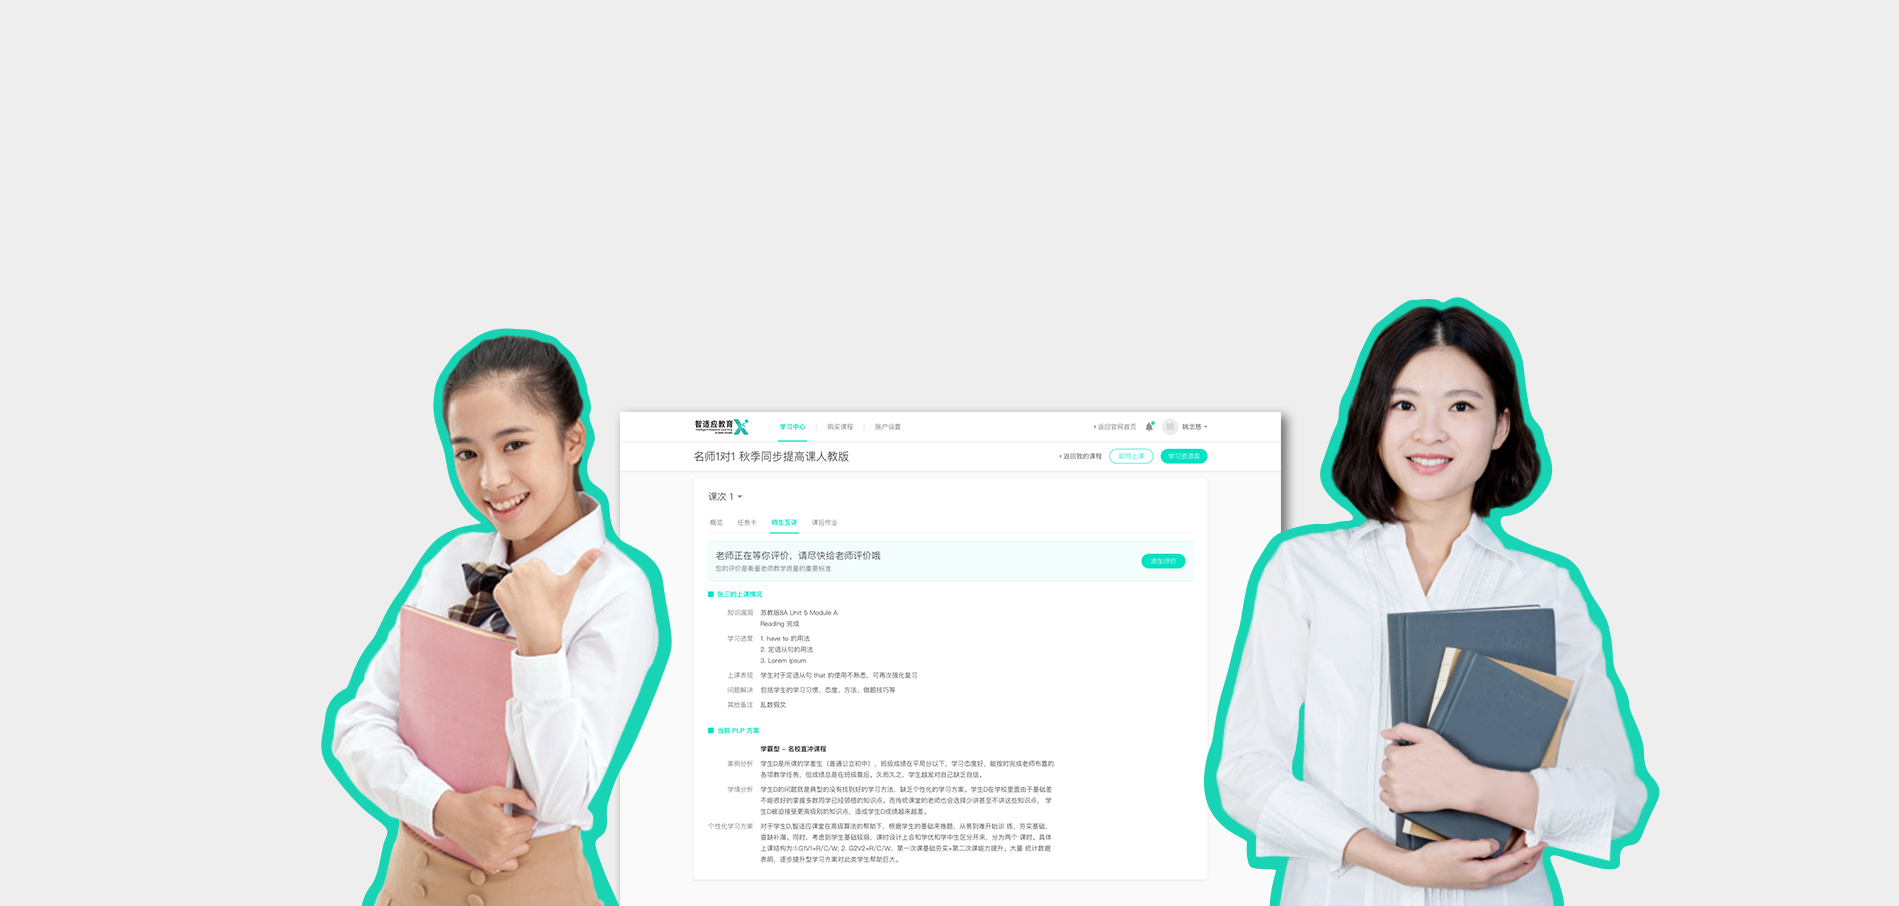 智适应教育
学习中心
购买课程
账户设置
返回官网首页
姚念慈
名师1对1 秋季同步提高课人教版
返回我的课程
如何上课
学习资源库
课次 1
概览
任务卡
师生互评
课后作业
老师正在等你评价，请尽快给老师评价哦
您的评价是衡量老师教学质量的重要标准
添加评价
张三的上课情况
知识漏洞 苏教版8A Unit 5 Module A
Reading 完成
学习进度 1. have to 的用法
2. 定语从句的用法
3. Lorem ipsum
上课表现 学生对于定语从句 that 的使用不熟悉，可再次强化复习
问题解决 包括学生的学习习惯、态度、方法、做题技巧等
其他备注 乱数假文
当前 PLP 方案
学霸型 – 名校直冲课程
案例分析 学生D是所谓的学差生（普通公立初中），班级成绩在平局分以下，学习态度好，能按时完成老师布置的
各项教学任务，但成绩总是在班级靠后。久而久之，学生越发对自己缺乏自信。
学情分析 学生D的问题就是典型的没有找到好的学习方法，缺乏个性化的学习方案。学生D在学校里面由于基础差
不能很好的掌握多数同学已经领悟的知识点。而传统课堂的老师也会选择少讲甚至不讲这些知识点， 学
生D被迫接受更高级别的知识点，造成学生D成绩越来越差。
个性化学习方案 对于学生D,智适应课堂在高级算法的帮助下，根据学生的基础来推题，从易到难开始训 练，夯实基础，
查缺补漏。同时，考虑到学生基础较弱，课时设计上会和学优和学中生区分开来，分为两个 课时。具体
上课结构为:1.G1V1+R/C/W; 2. G2V2+R/C/W，第一次课基础夯实+第二次课能力提升。大量 统计数据
表明，逐步提升型学习方案对此类学生帮助巨大。